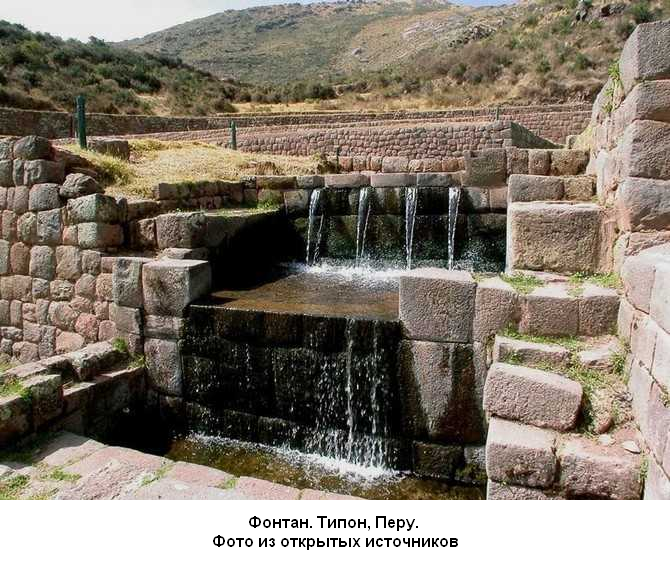 Фонтан. Типон, Перу.
Фото из открытых источников